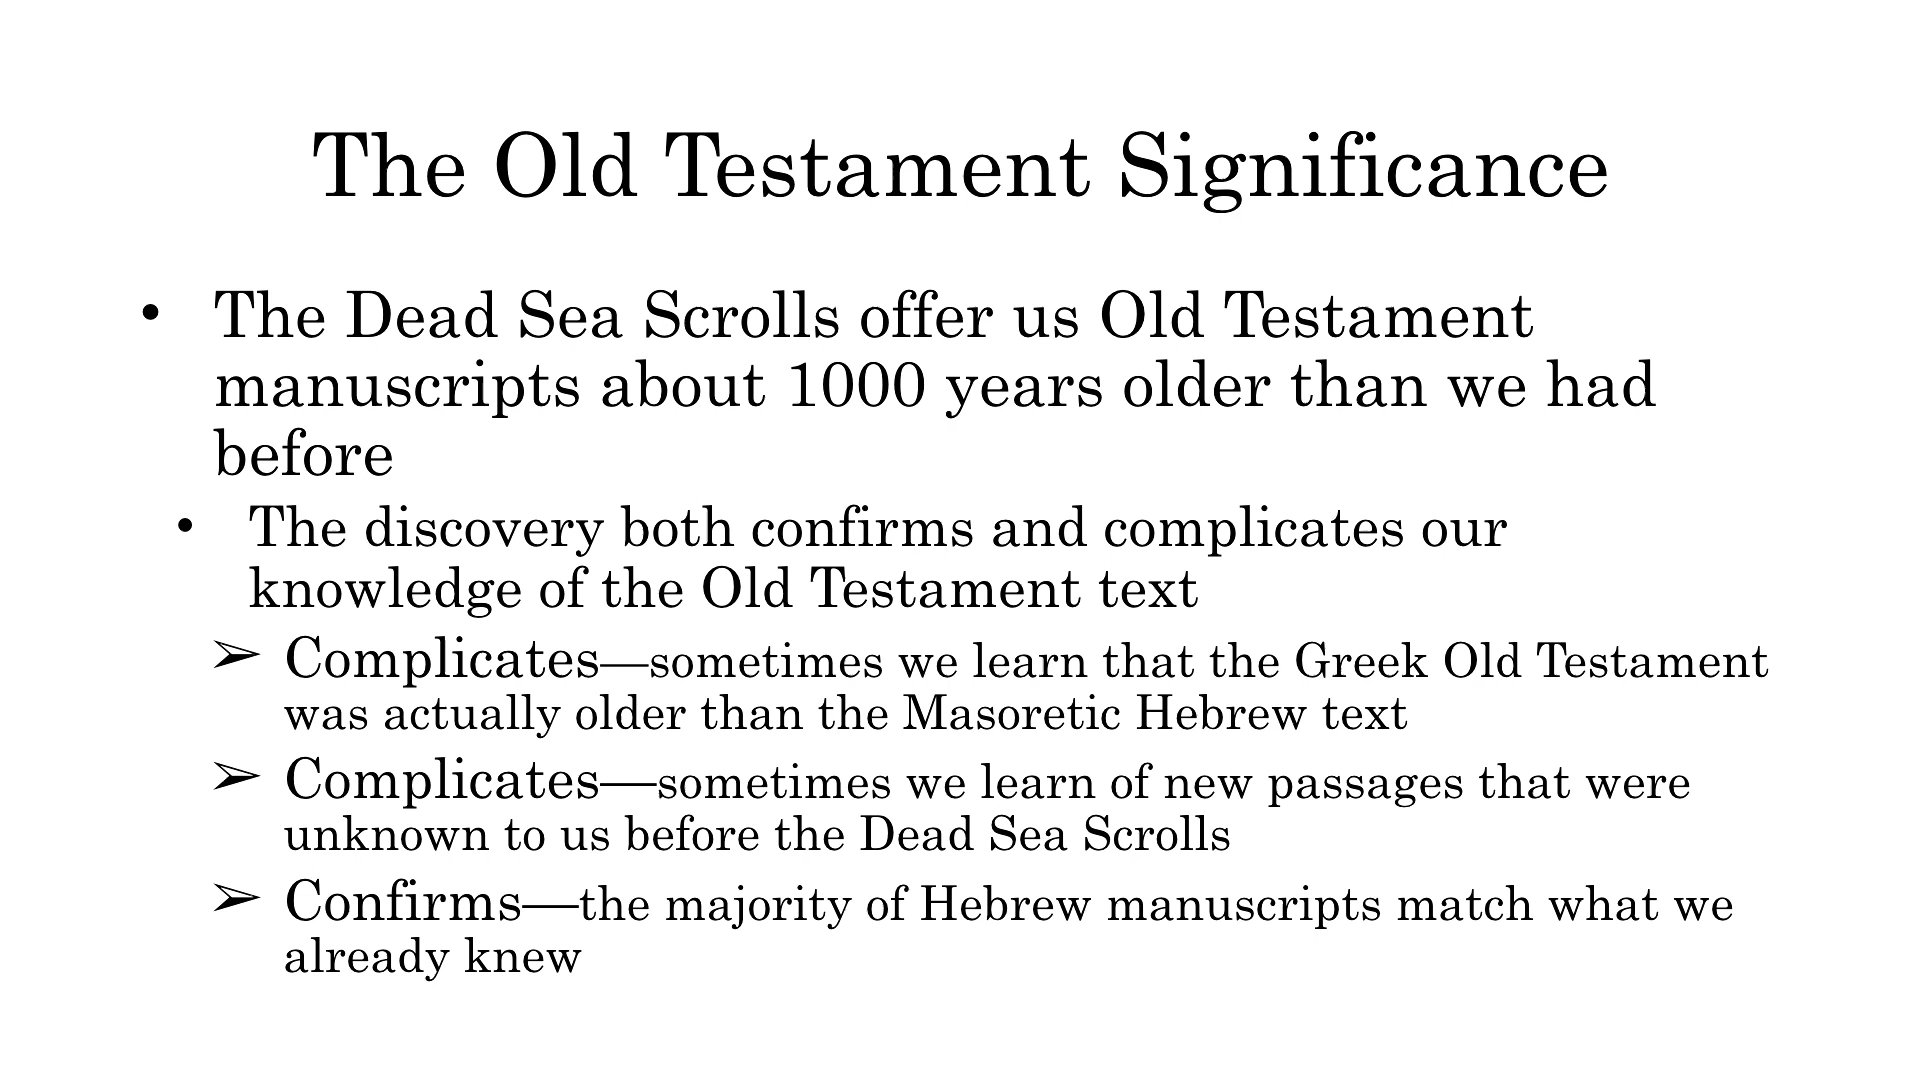 The Old Testament Significance
• The Dead Sea Scrolls offer us Old Testament
manuscripts about 1000 years older than we had
before
• The discovery both confirms and complicates our
knowledge of the Old Testament text
➢ Complicates—sometimes we learn that the Greek Old Testament
was actually older than the Masoretic Hebrew text
➢ Complicates—sometimes we learn of new passages that were
unknown to us before the Dead Sea Scrolls
➢ Confirms—the majority of Hebrew manuscripts match what we
already knew